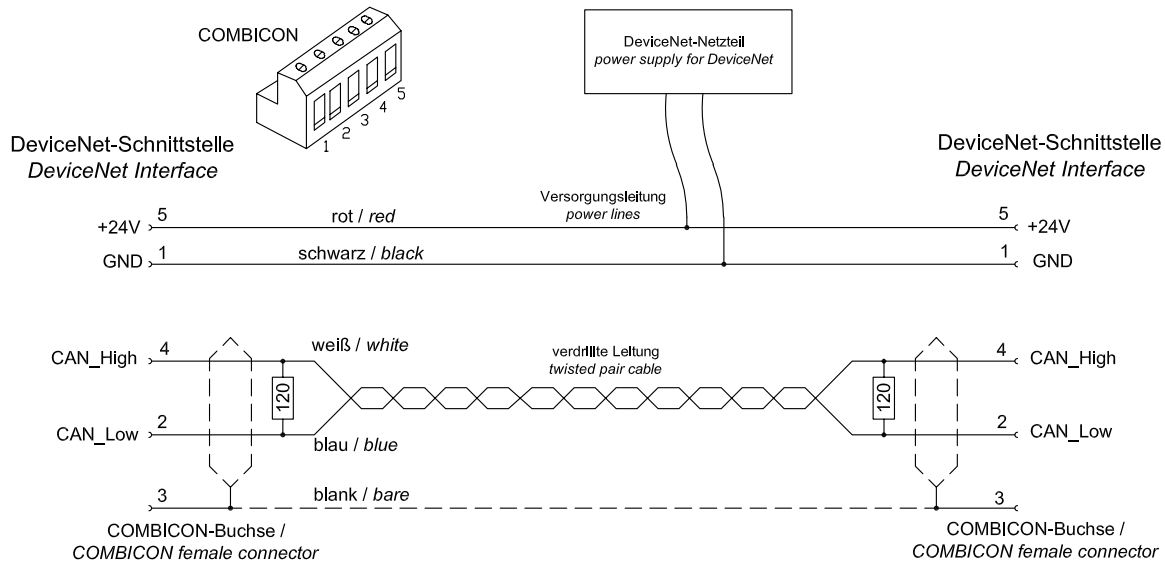 COMBICON
1
2
3
4
5
DeviceNet-Netzteil
power supply for DeviceNet
DeviceNet-Schnittstelle
DeviceNet Interface
DeviceNet-Schnittstelle
DeviceNet Interface
Versorgungsleitung
power lines
+24V 5 rot / red 5 +24V
GND 1 schwarz / black 1 GND
CAN_High 4 weiß / white 4 CAN_High
verdrillte Leitung
twisted pair cable
120 120
CAN_Low 2 blau / blue 2 CAN_Low
3 blank / bare 3
COMBICON-Buchse /
COMBICON female connector
COMBICON-Buchse /
COMBICON female connector